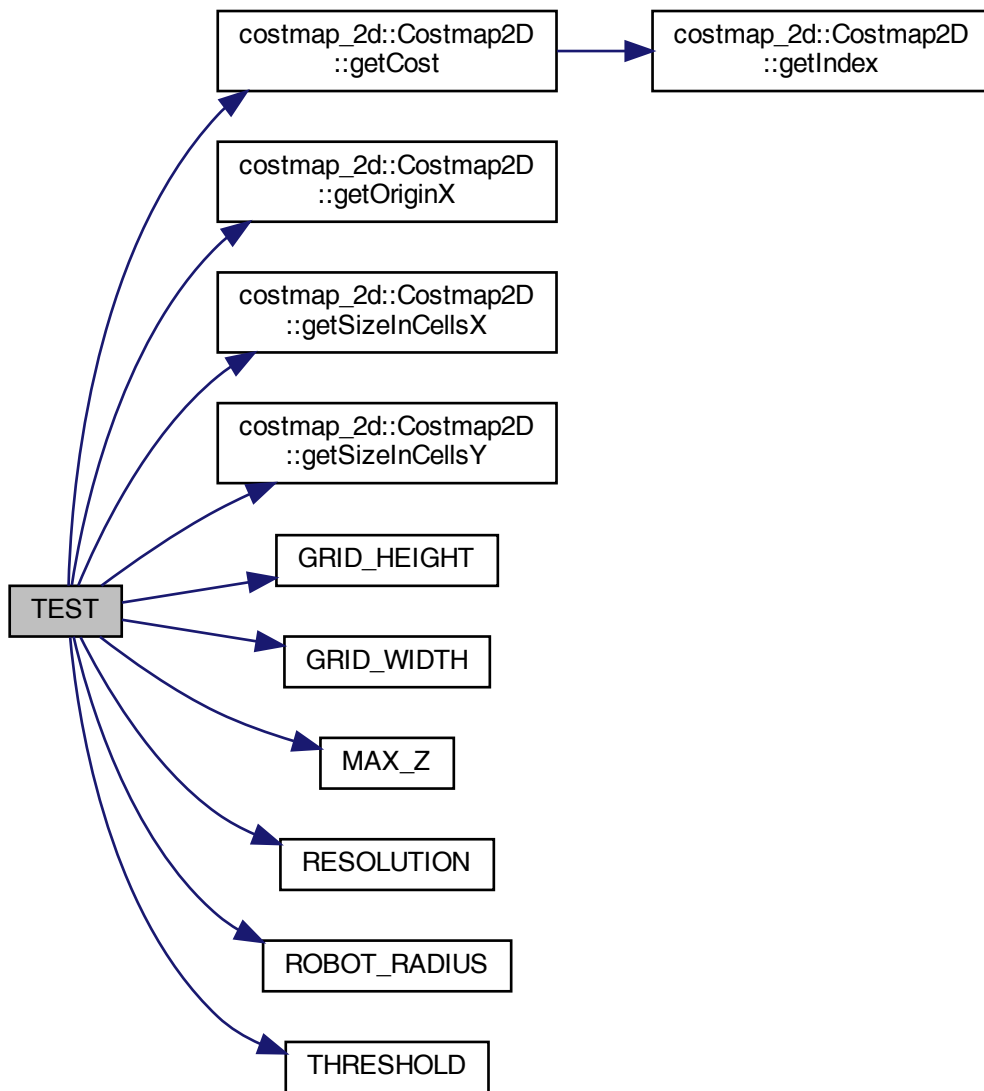 costmap_2d::Costmap2D
::getCost
costmap_2d::Costmap2D
::getIndex
costmap_2d::Costmap2D
::getOriginX
costmap_2d::Costmap2D
::getSizeInCellsX
costmap_2d::Costmap2D
::getSizeInCellsY
GRID_HEIGHT
TEST
GRID_WIDTH
MAX_Z
RESOLUTION
ROBOT_RADIUS
THRESHOLD